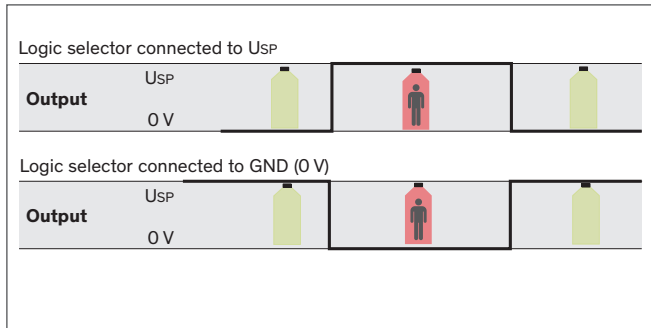 Logic selector connected to USP
USP
Output
0 V
Logic selector connected to GND (0 V)
USP
Output
0 V